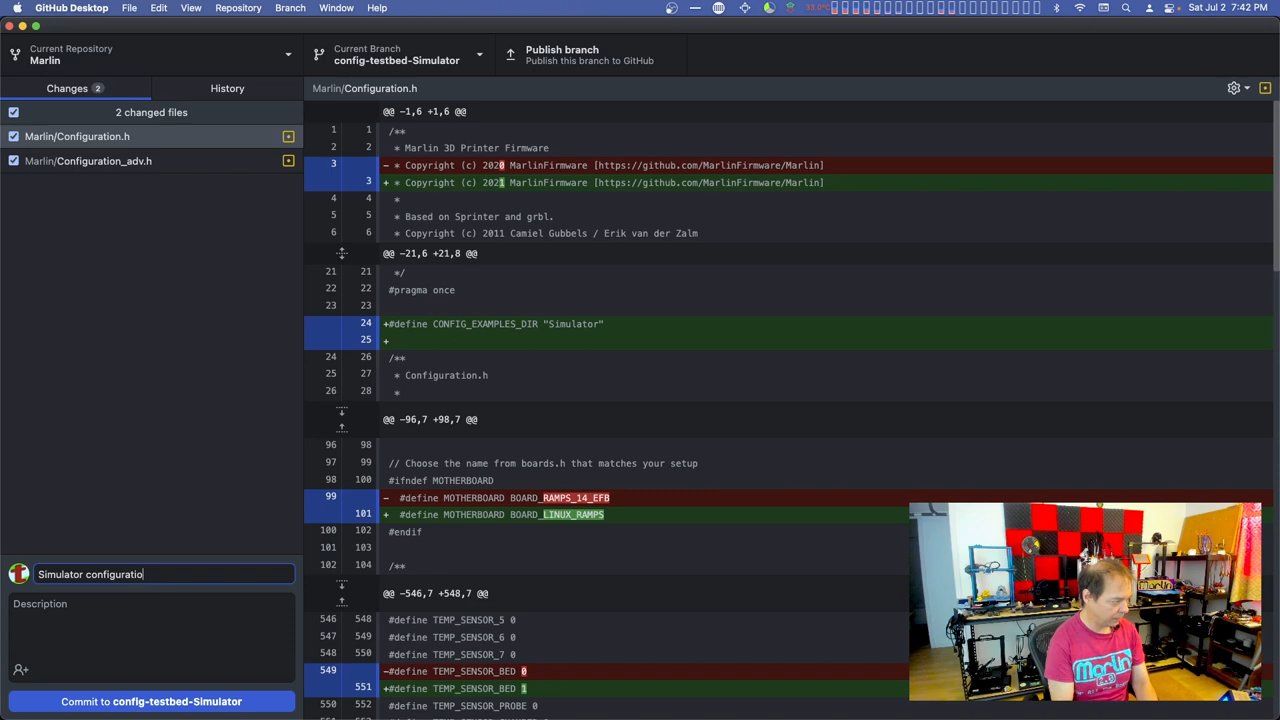 GitHub Desktop File Edit View Repository Branch Window Help
33.0°C
Sat Jul 2 7:42 PM
Current Repository
Marlin
Current Branch
config-testbed-Simulator
Publish branch
Publish this branch to GitHub
Changes 2
History
Marlin/Configuration.h
2 changed files
Marlin/Configuration.h
Marlin/Configuration_adv.h
@@ -1,6 +1,6 @@
1 1 /**
2 2 * Marlin 3D Printer Firmware
3 - * Copyright (c) 2020 MarlinFirmware [https://github.com/MarlinFirmware/Marlin]
3 + * Copyright (c) 2021 MarlinFirmware [https://github.com/MarlinFirmware/Marlin]
4 4 *
5 5 * Based on Sprinter and grbl.
6 6 * Copyright (c) 2011 Camiel Gubbels / Erik van der Zalm
@@ -21,6 +21,8 @@
21 21 */
22 22 #pragma once
23 23
24 +#define CONFIG_EXAMPLES_DIR "Simulator"
25 +
24 26 /**
25 27 * Configuration.h
26 28 *
@@ -96,7 +98,7 @@
96 98
97 99 // Choose the name from boards.h that matches your setup
98 100 #ifndef MOTHERBOARD
99 - #define MOTHERBOARD BOARD_RAMPS_14_EFB
101 + #define MOTHERBOARD BOARD_LINUX_RAMPS
100 102 #endif
101 103
102 104 /**
@@ -546,7 +548,7 @@
546 548 #define TEMP_SENSOR_5 0
547 549 #define TEMP_SENSOR_6 0
548 550 #define TEMP_SENSOR_7 0
549 -#define TEMP_SENSOR_BED 0
551 +#define TEMP_SENSOR_BED 1
550 552 #define TEMP_SENSOR_PROBE 0
Simulator configuratio
Description
Commit to config-testbed-Simulator
Marlin
Marlin